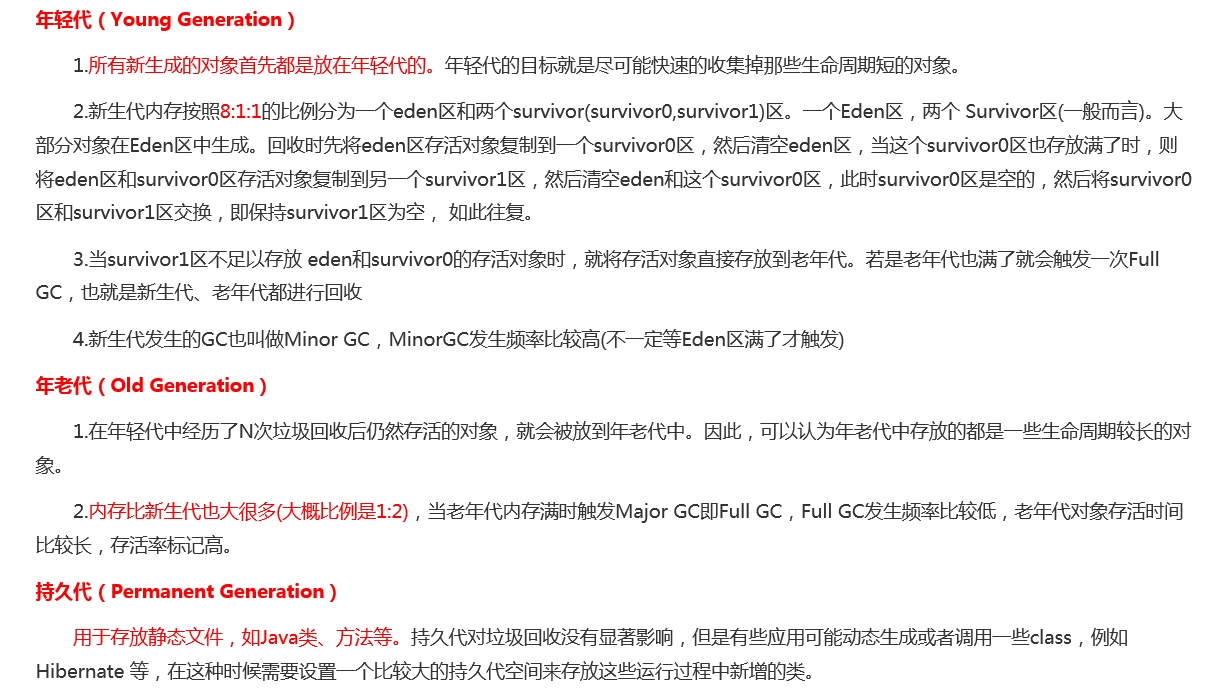 年轻代（Young Generation）
1.所有新生成的对象首先都是放在年轻代的。年轻代的目标就是尽可能快速的收集掉那些生命周期短的对象。
2.新生代内存按照8:1:1的比例分为一个eden区和两个survivor(survivor0,survivor1)区。一个Eden区，两个 Survivor区(一般而言)。大
部分对象在Eden区中生成。回收时先将eden区存活对象复制到一个survivor0区，然后清空eden区，当这个survivor0区也存放满了时，则
将eden区和survivor0区存活对象复制到另一个survivor1区，然后清空eden和这个survivor0区，此时survivor0区是空的，然后将survivor0
区和survivor1区交换，即保持survivor1区为空， 如此往复。
3.当survivor1区不足以存放 eden和survivor0的存活对象时，就将存活对象直接存放到老年代。若是老年代也满了就会触发一次Full
GC，也就是新生代、老年代都进行回收
4.新生代发生的GC也叫做Minor GC，MinorGC发生频率比较高(不一定等Eden区满了才触发)
年老代（Old Generation）
1.在年轻代中经历了N次垃圾回收后仍然存活的对象，就会被放到年老代中。因此，可以认为年老代中存放的都是一些生命周期较长的对
象。
2.内存比新生代也大很多(大概比例是1:2)，当老年代内存满时触发Major GC即Full GC，Full GC发生频率比较低，老年代对象存活时间
比较长，存活率标记高。
持久代（Permanent Generation）
用于存放静态文件，如Java类、方法等。持久代对垃圾回收没有显著影响，但是有些应用可能动态生成或者调用一些class，例如
Hibernate 等，在这种时候需要设置一个比较大的持久代空间来存放这些运行过程中新增的类。